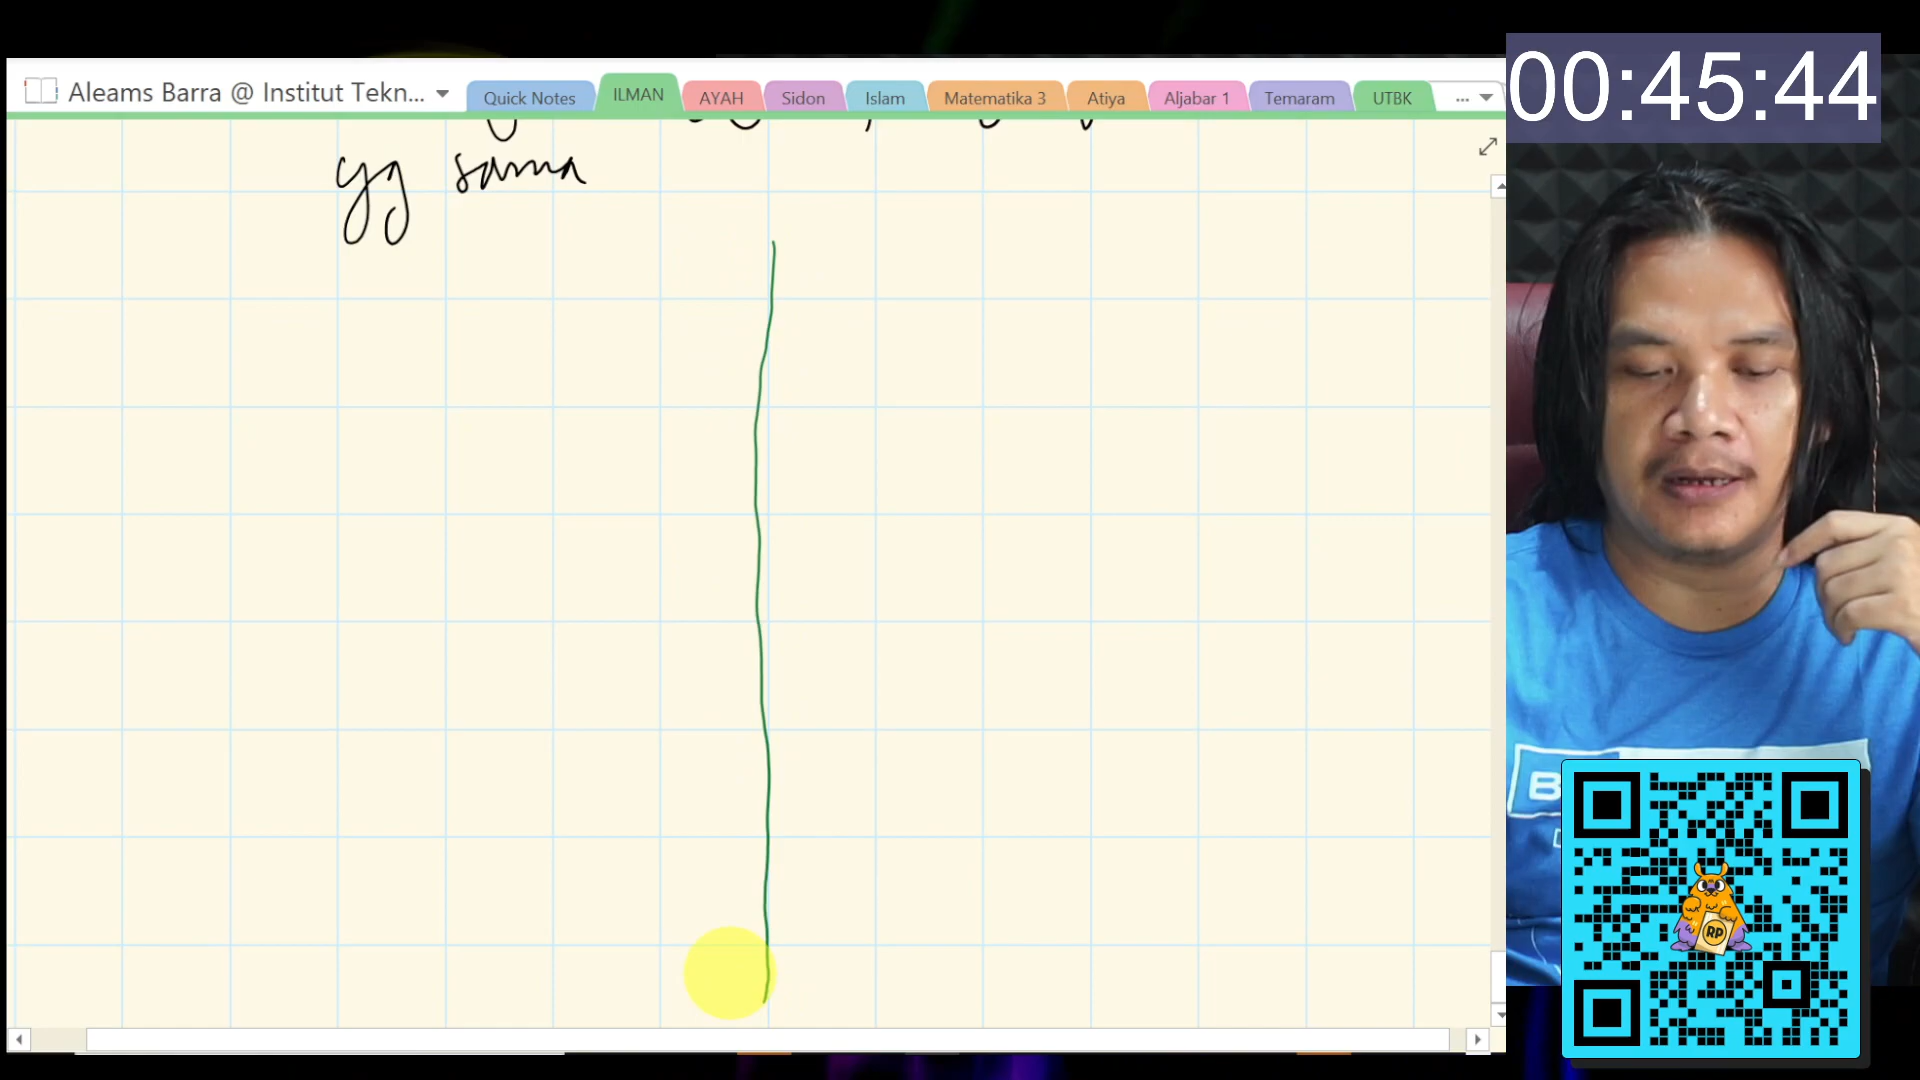 00:45:44
Aleams Barra @ Institut Tekn...
Quick Notes
ILMAN
AYAH
Sidon
Islam
Matematika 3
Atiya
Aljabar 1
Temaram
UTBK
...
yg sama
B
RP